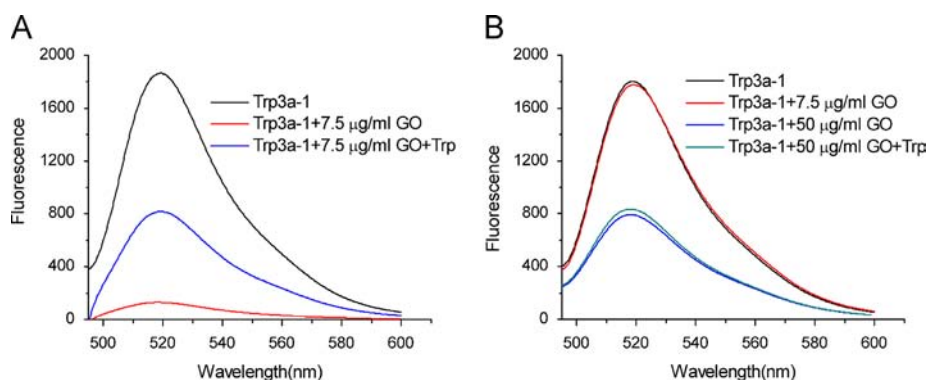 A
2000
1600
1200
800
400
0
Fluorescence
Trp3a-1
Trp3a-1+7.5 μg/ml GO
Trp3a-1+7.5 μg/ml GO+Trp
500 520 540 560 580 600
Wavelength(nm)
B
2000
1600
1200
800
400
0
Fluorescence
Trp3a-1
Trp3a-1+7.5 μg/ml GO
Trp3a-1+50 μg/ml GO
Trp3a-1+50 μg/ml GO+Trp
500 520 540 560 580 600
Wavelength(nm)